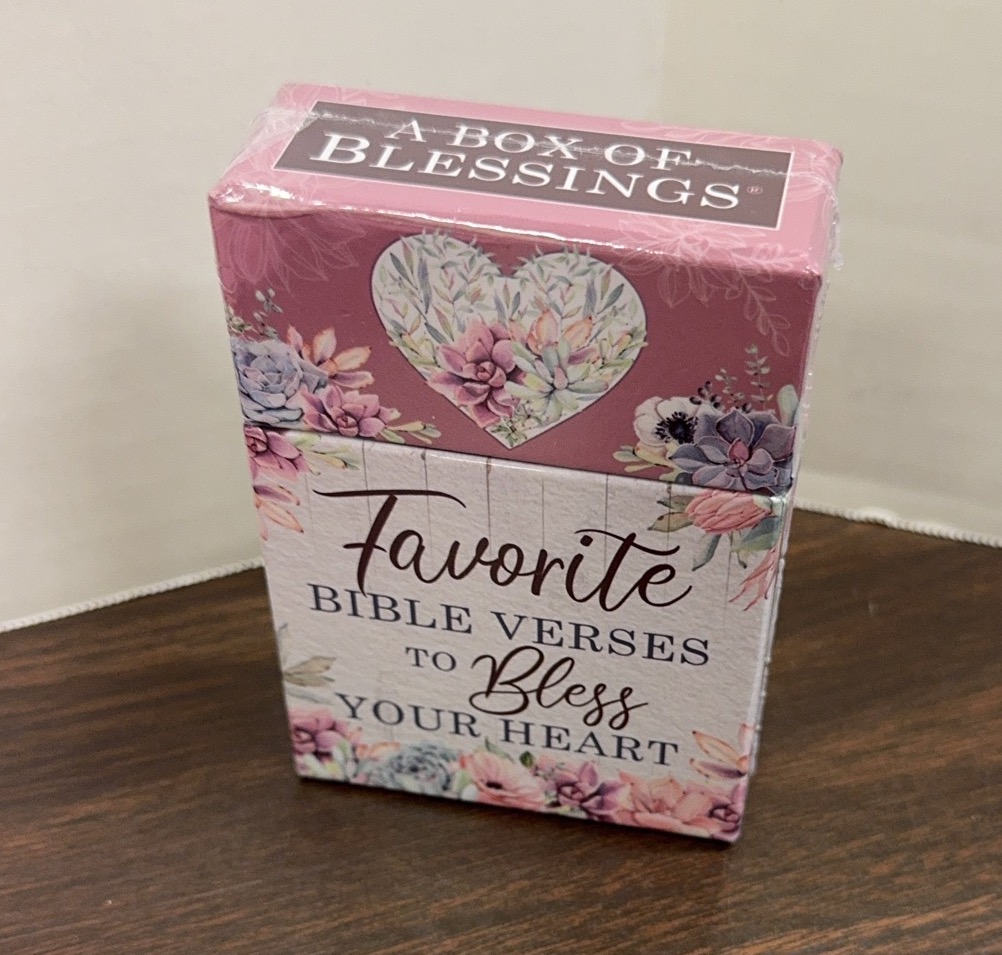 A BOX OF
BLESSINGS®
Favorite
BIBLE VERSES
TO Bless
YOUR HEART